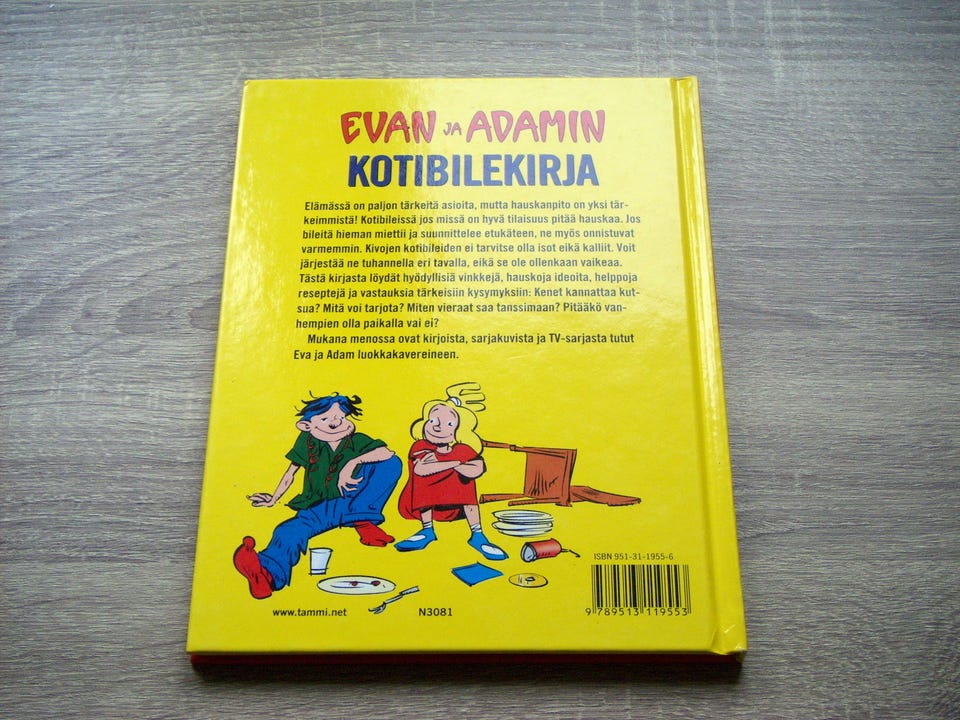 EVAN JA ADAMIN
KOTIBILEKIRJA
Elämässä on paljon tärkeitä asioita, mutta hauskanpito on yksi tär-
keimmistä! Kotibileissä jos missä on hyvä tilaisuus pitää hauskaa. Jos
bileitä hieman miettii ja suunnittelee etukäteen, ne myös onnistuvat
varmemmin. Kivojen kotibileiden ei tarvitse olla isot eikä kalliit. Voit
järjestää ne tuhannella eri tavalla, eikä se ole ollenkaan vaikeaa.
Tästä kirjasta löydät hyödyllisiä vinkkejä, hauskoja ideoita, helppoja
reseptejä ja vastauksia tärkeisiin kysymyksiin: Kenet kannattaa kut-
sua? Mitä voi tarjota? Miten vieraat saa tanssimaan? Pitääkö van-
hempien olla paikalla vai ei?
Mukana menossa ovat kirjoista, sarjakuvista ja TV-sarjasta tutut
Eva ja Adam luokkakavereineen.
ISBN 951-31-1955-6
9 789513 119553
www.tammi.net N3081